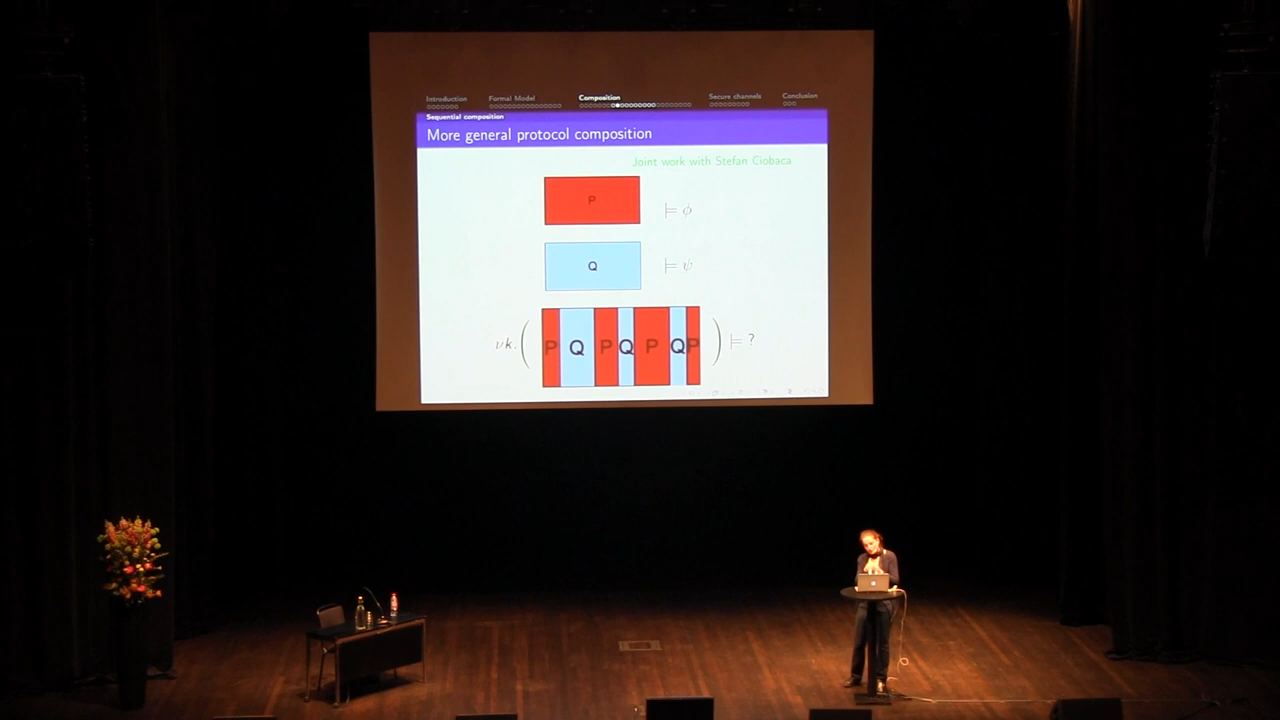 Introduction Formal Model Composition Secure channels Conclusion
Sequential composition
More general protocol composition
Joint work with Stefan Ciobaca
P ⊨ ϕ
Q ⊨ ψ
νk.( P Q P Q P Q P ) ⊨ ?